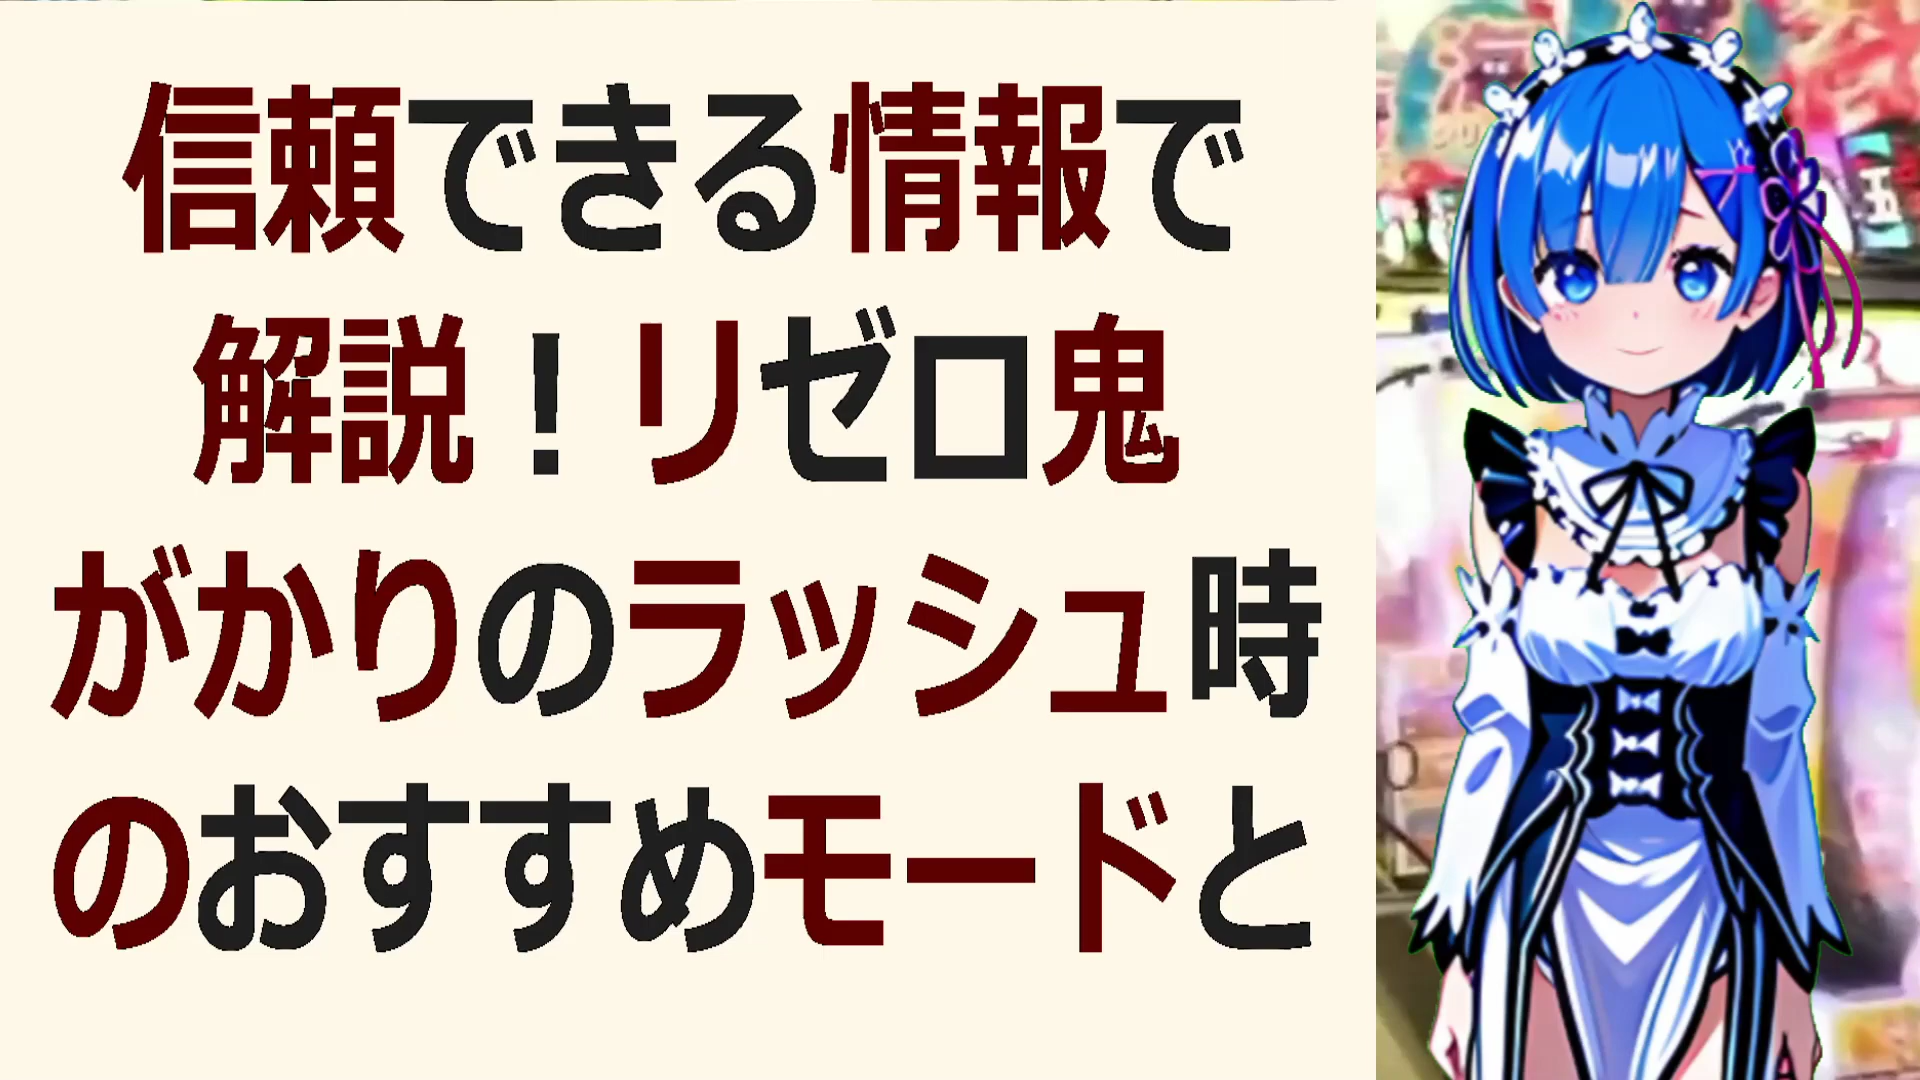 信頼できる情報で
解説！リゼロ鬼
がかりのラッシュ時
のおすすめモードと